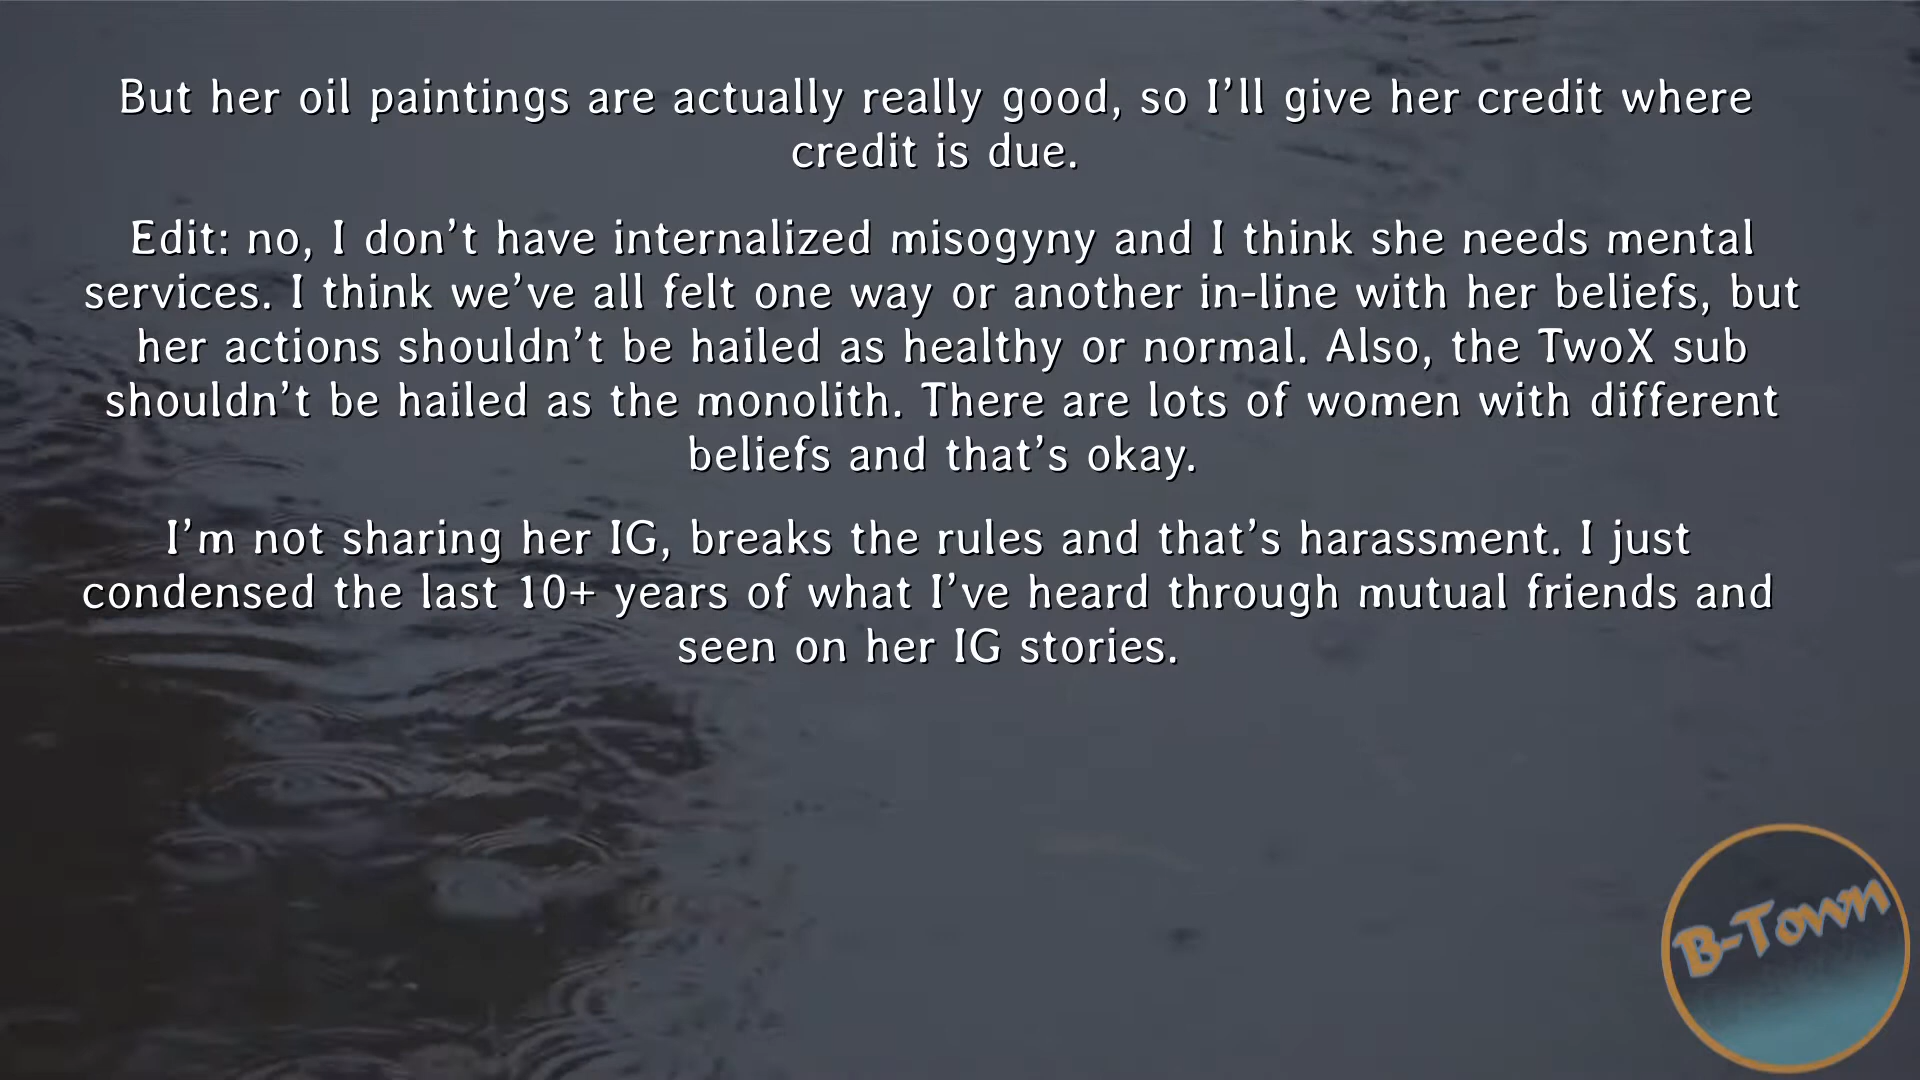 But her oil paintings are actually really good, so I’ll give her credit where
credit is due.
Edit: no, I don’t have internalized misogyny and I think she needs mental
services. I think we’ve all felt one way or another in-line with her beliefs, but
her actions shouldn’t be hailed as healthy or normal. Also, the TwoX sub
shouldn’t be hailed as the monolith. There are lots of women with different
beliefs and that’s okay.
I’m not sharing her IG, breaks the rules and that’s harassment. I just
condensed the last 10+ years of what I’ve heard through mutual friends and
seen on her IG stories.
B-Town